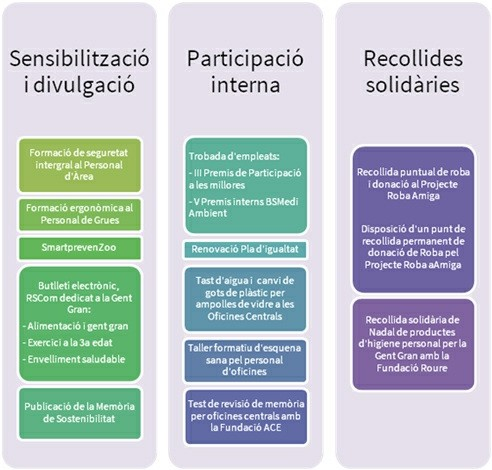 Sensibilització
i divulgació
Formació de seguretat
intergral al Personal
d'Àrea
Formació ergonòmica al
Personal de Grues
SmartprevenZoo
Butlletí electrònic,
RSCom dedicat a la Gent
Gran:
- Alimentació i gent gran
- Exercici a la 3a edat
- Envelliment saludable
Publicació de la Memòria
de Sostenibilitat
Participació
interna
Trobada d'empleats:
- III Premis de Participació
a les millores
- V Premis interns BSMedi
Ambient
Renovació Pla d'igualtat
Tast d'aigua i canvi de
gots de plàstic per
ampolles de vidre a les
Oficines Centrals
Taller formatiu d'esquena
sana pel personal
d'oficines
Test de revisió de memòria
per oficines centrals amb
la Fundació ACE
Recollides
solidàries
Recollida puntual de roba
i donació al Projecte
Roba Amiga
Disposició d'un punt de
recollida permanent de
donació de Roba pel
Projecte Roba aAmiga
Recollida solidària de
Nadal de productes
d'higiene personal per la
Gent Gran amb la
Fundació Roure